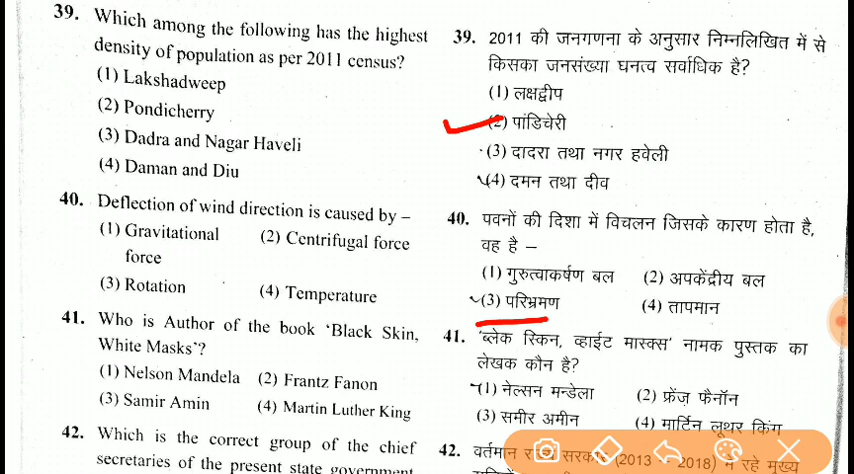 39. Which among the following has the highest
density of population as per 2011 census?
(1) Lakshadweep
(2) Pondicherry
(3) Dadra and Nagar Haveli
(4) Daman and Diu
40. Deflection of wind direction is caused by –
(1) Gravitational (2) Centrifugal force
force
(3) Rotation (4) Temperature
41. Who is Author of the book ‘Black Skin,
White Masks’?
(1) Nelson Mandela (2) Frantz Fanon
(3) Samir Amin (4) Martin Luther King
42. Which is the correct group of the chief
secretaries of the present state government
39. 2011 की जनगणना के अनुसार निम्नलिखित में से
किसका जनसंख्या घनत्व सर्वाधिक है?
(1) लक्षद्वीप
(2) पांडिचेरी
(3) दादरा तथा नगर हवेली
(4) दमन तथा दीव
40. पवनों की दिशा में विचलन जिसके कारण होता है,
वह है –
(1) गुरुत्वाकर्षण बल (2) अपकेंद्रीय बल
(3) परिभ्रमण (4) तापमान
41. ‘ब्लेक स्किन, व्हाईट मास्क्स’ नामक पुस्तक का
लेखक कौन है?
(1) नेल्सन मन्डेला (2) फ्रेंज़ फैनॉन
(3) समीर अमीन (4) मार्टिन लूथर किंग
42. वर्तमान राज्य सरकार (2013 - 2018) में रहे मुख्य